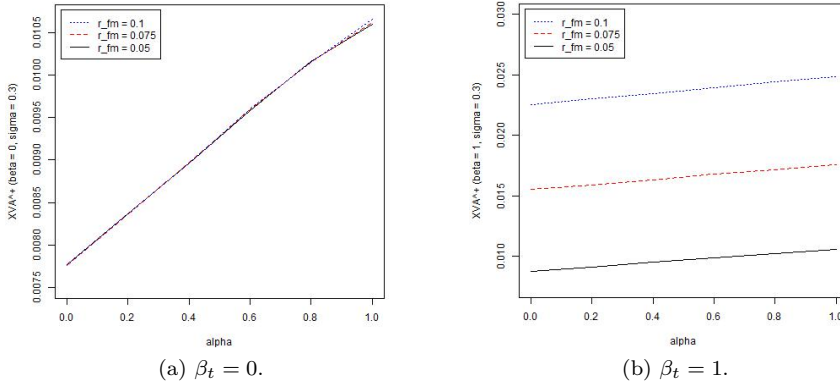 r_fm = 0.1
r_fm = 0.075
r_fm = 0.05
XVA^+ (beta = 0, sigma = 0.3)
0.0105
0.0100
0.0095
0.0090
0.0085
0.0080
0.0075
0.0 0.2 0.4 0.6 0.8 1.0
alpha
(a) βₜ = 0.
r_fm = 0.1
r_fm = 0.075
r_fm = 0.05
XVA^+ (beta = 1, sigma = 0.3)
0.030
0.025
0.020
0.015
0.010
0.0 0.2 0.4 0.6 0.8 1.0
alpha
(b) βₜ = 1.